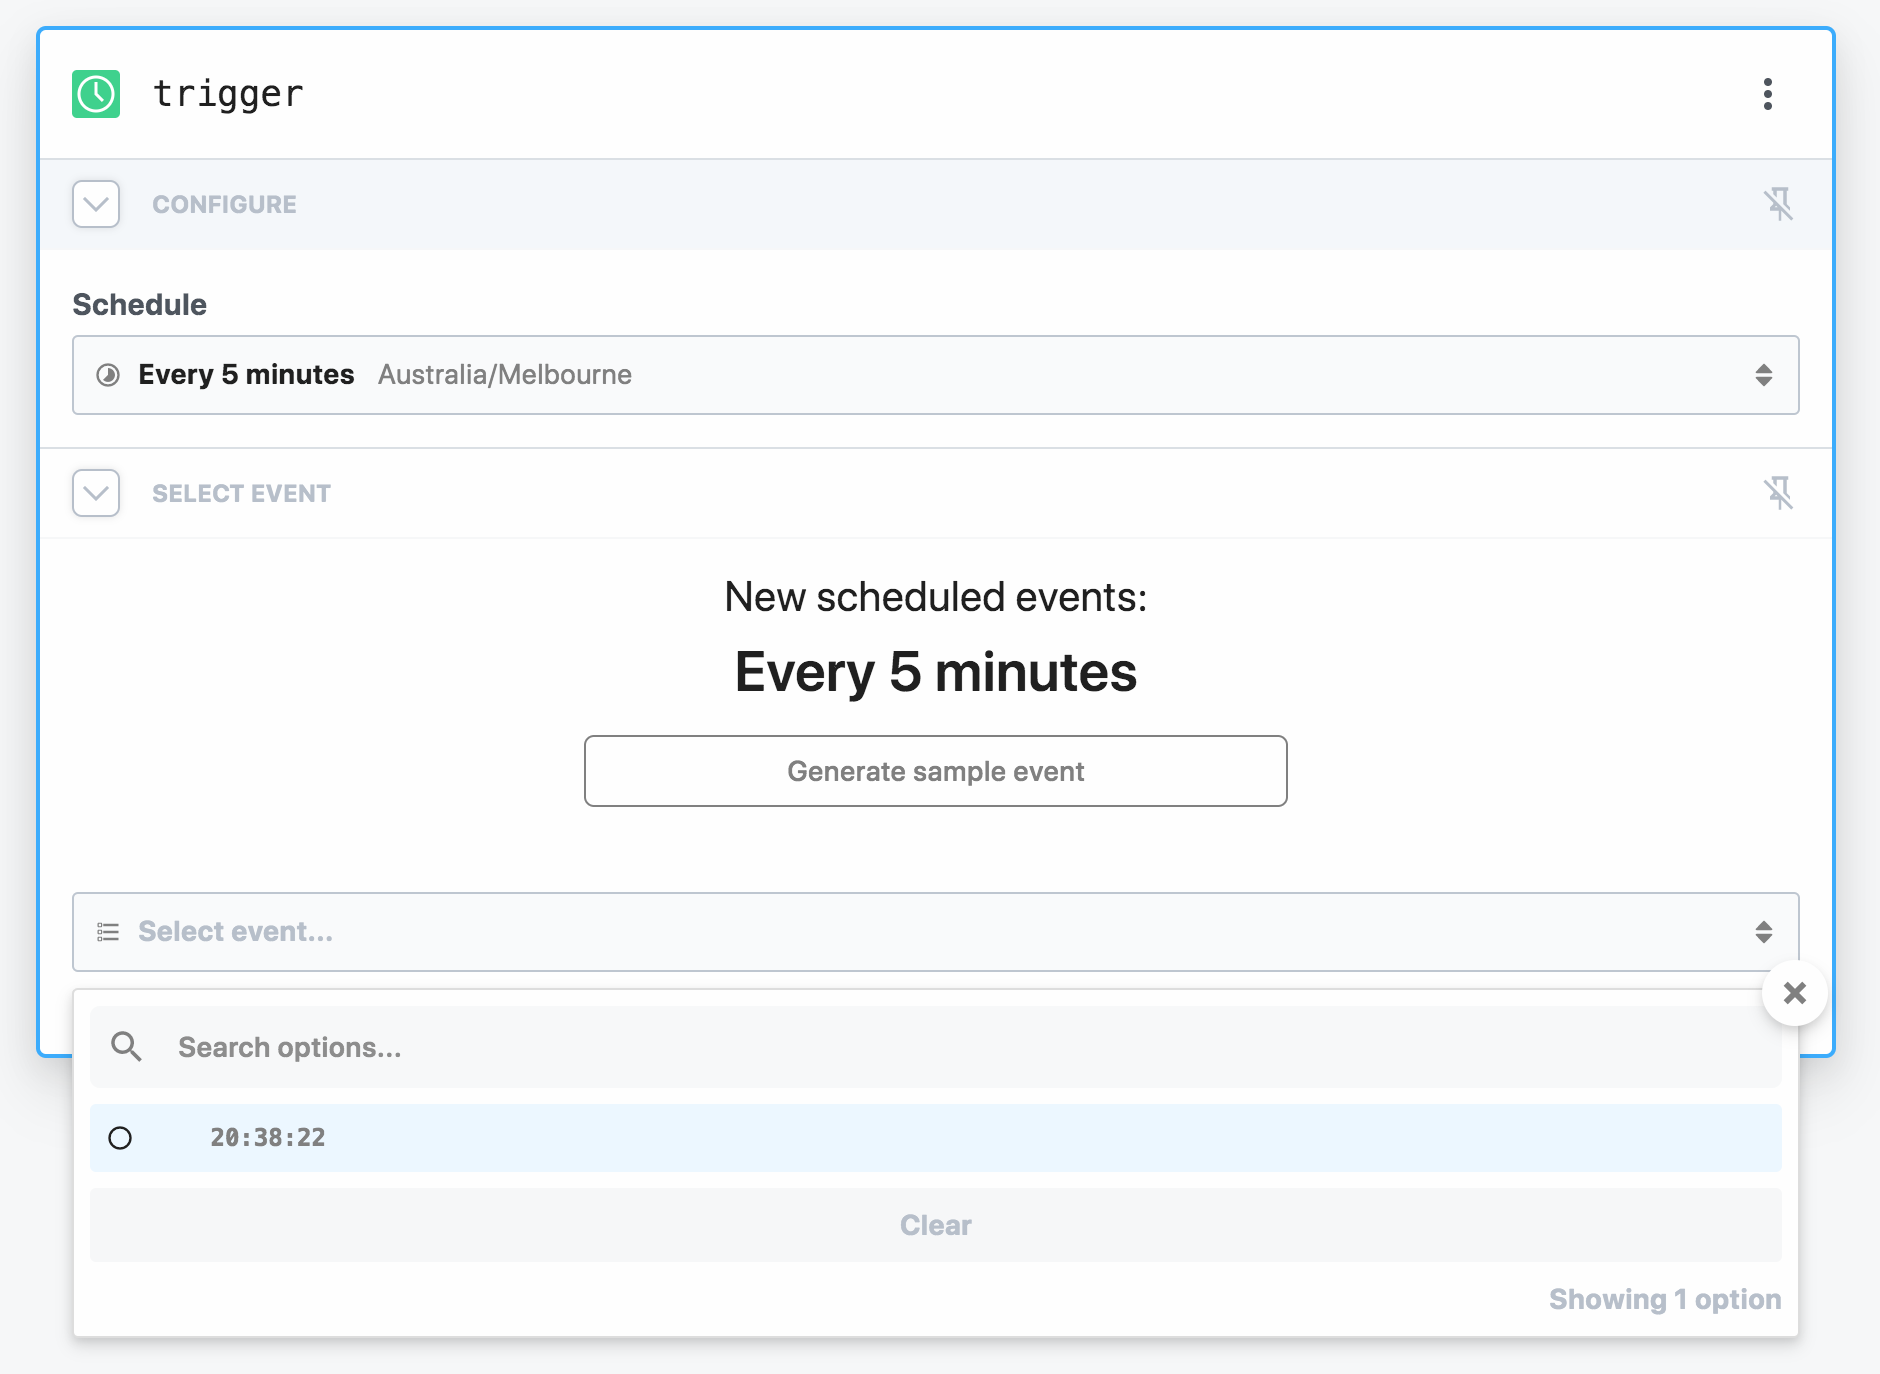 trigger
CONFIGURE
Schedule
Every 5 minutes Australia/Melbourne
SELECT EVENT
New scheduled events:
Every 5 minutes
Generate sample event
Select event...
Search options...
20:38:22
Clear
Showing 1 option